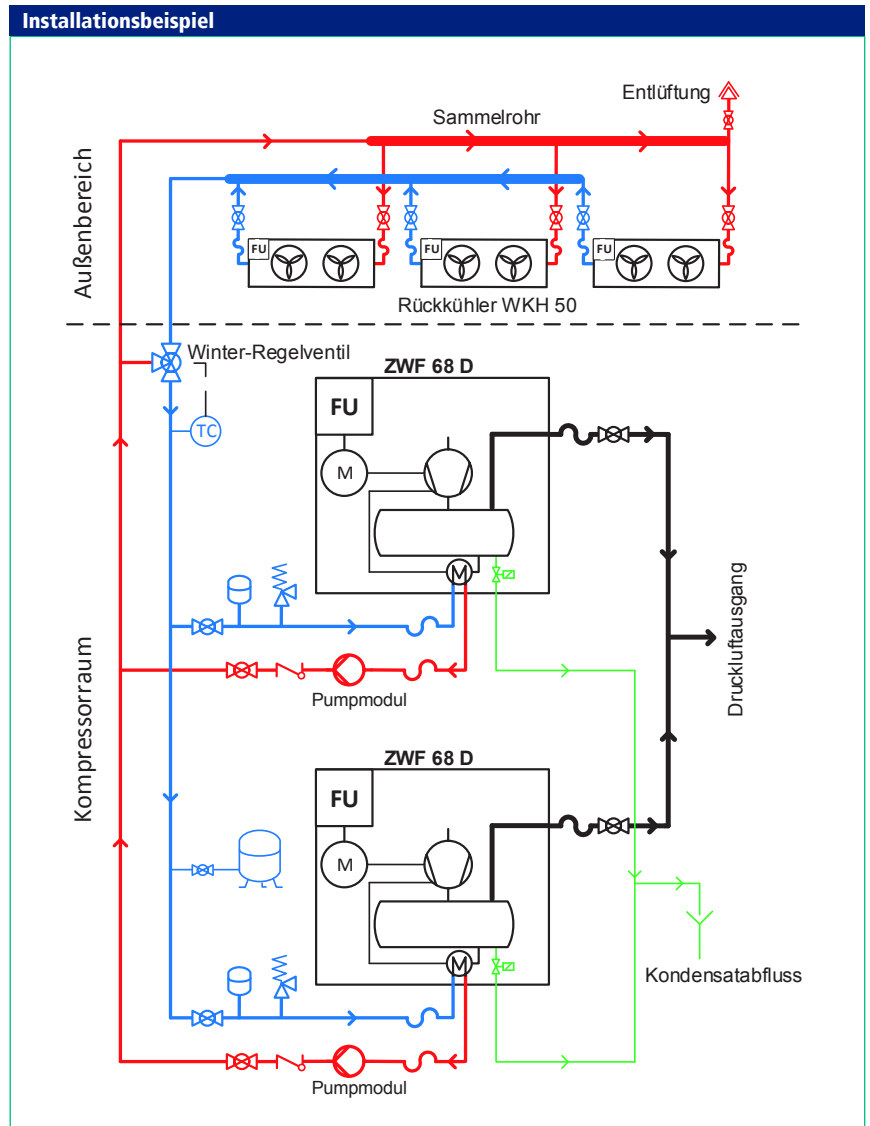 Installationsbeispiel
Entlüftung
Sammelrohr
Außenbereich
FU
FU
FU
Rückkühler WKH 50
Winter-Regelventil
TC
ZWF 68 D
FU
M
M
Pumpmodul
Kompressorraum
Druckluftausgang
ZWF 68 D
FU
M
M
Kondensatabfluss
Pumpmodul